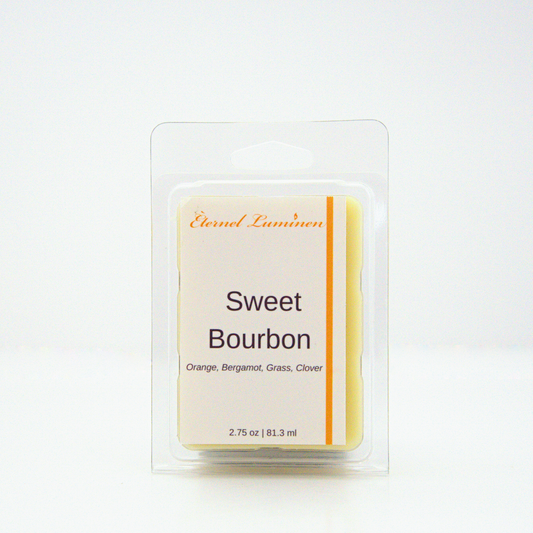 Eternel Luminen
Sweet
Bourbon
Orange, Bergamot, Grass, Clover
2.75 oz | 81.3 ml